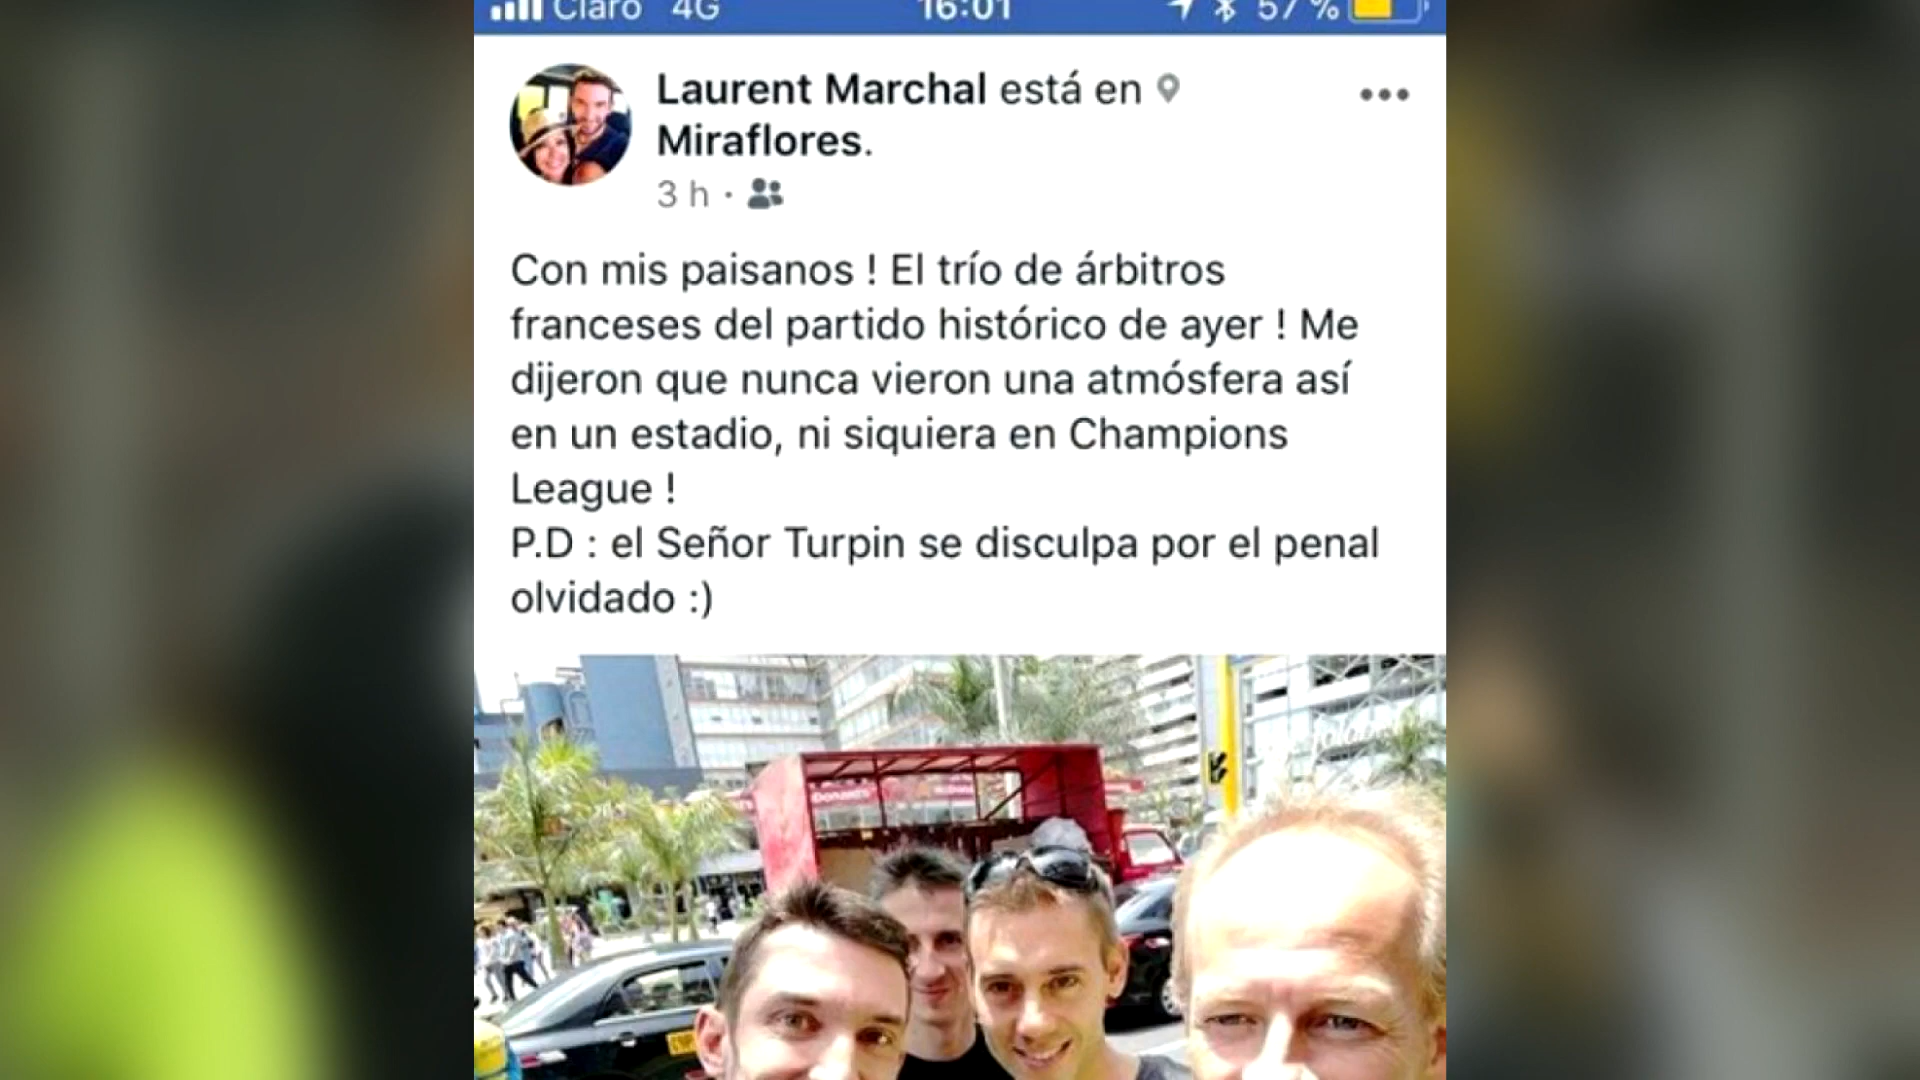 Claro 4G 16:01 57 %
Laurent Marchal está en
Miraflores.
3 h ·
Con mis paisanos ! El trío de árbitros
franceses del partido histórico de ayer ! Me
dijeron que nunca vieron una atmósfera así
en un estadio, ni siquiera en Champions
League !
P.D : el Señor Turpin se disculpa por el penal
olvidado :)